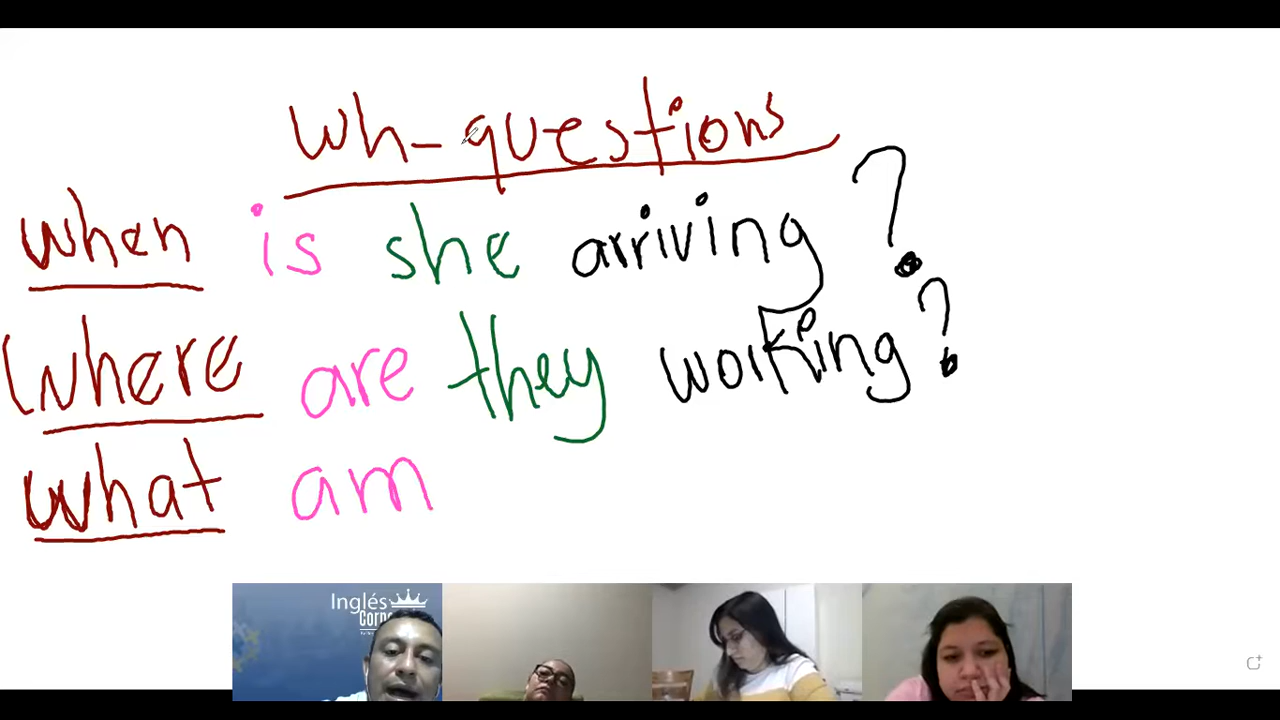 wh-questions
when is she arriving?
where are they working?
what am
Inglés